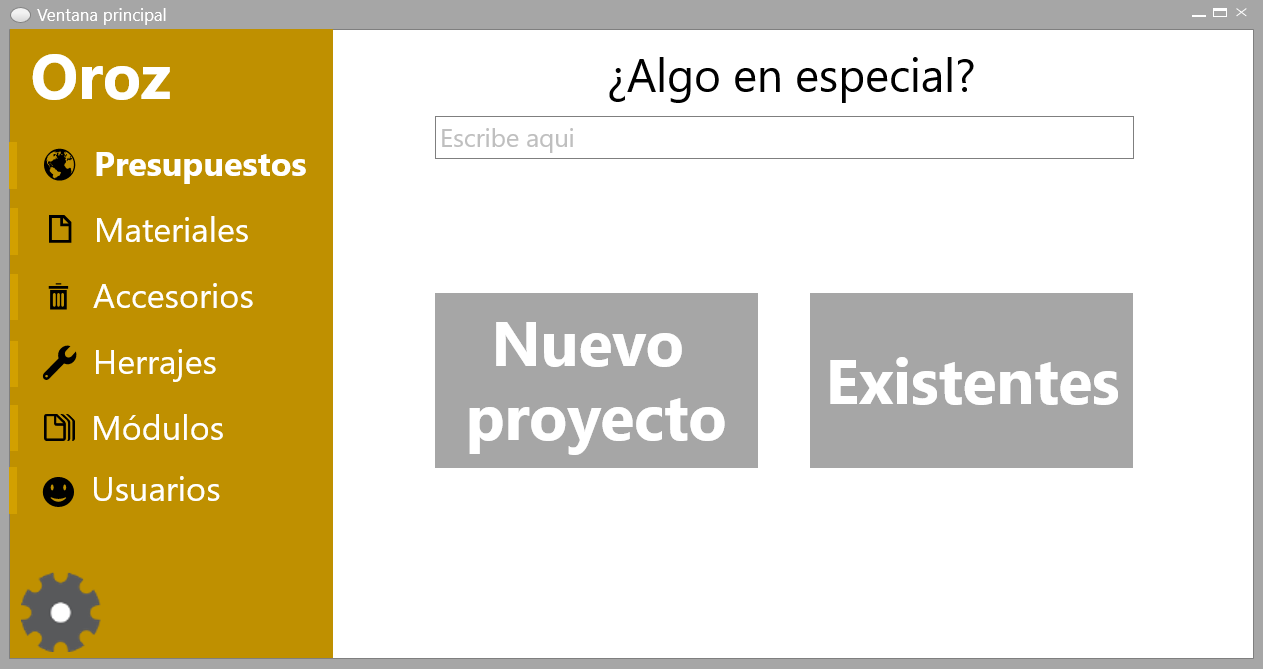 Ventana principal
Oroz
Presupuestos
Materiales
Accesorios
Herrajes
Módulos
Usuarios
¿Algo en especial?
Escribe aqui
Nuevo
proyecto
Existentes